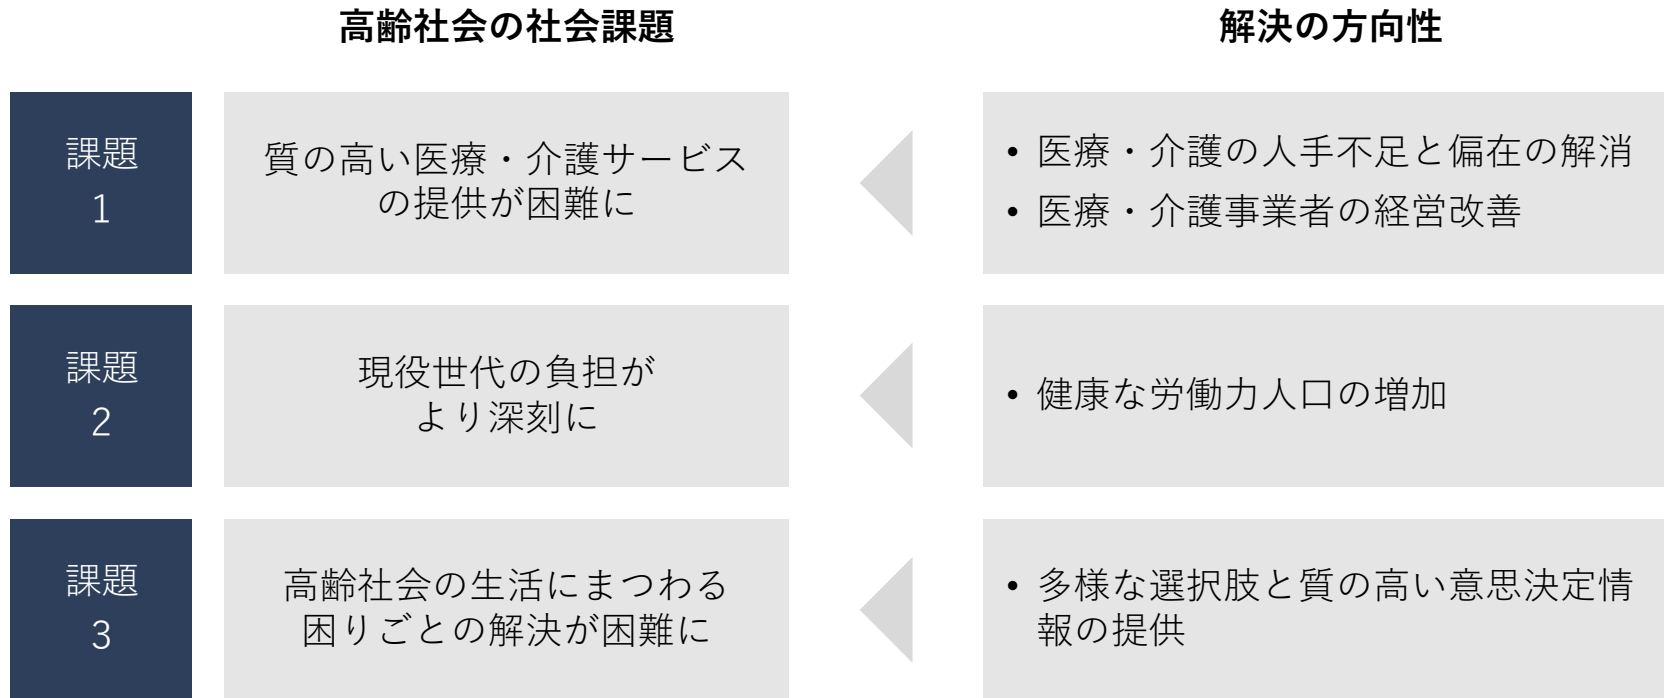 高齢社会の社会課題
解決の方向性
課題
1
質の高い医療・介護サービス
の提供が困難に
• 医療・介護の人手不足と偏在の解消
• 医療・介護事業者の経営改善
課題
2
現役世代の負担が
より深刻に
• 健康な労働力人口の増加
課題
3
高齢社会の生活にまつわる
困りごとの解決が困難に
• 多様な選択肢と質の高い意思決定情
報の提供